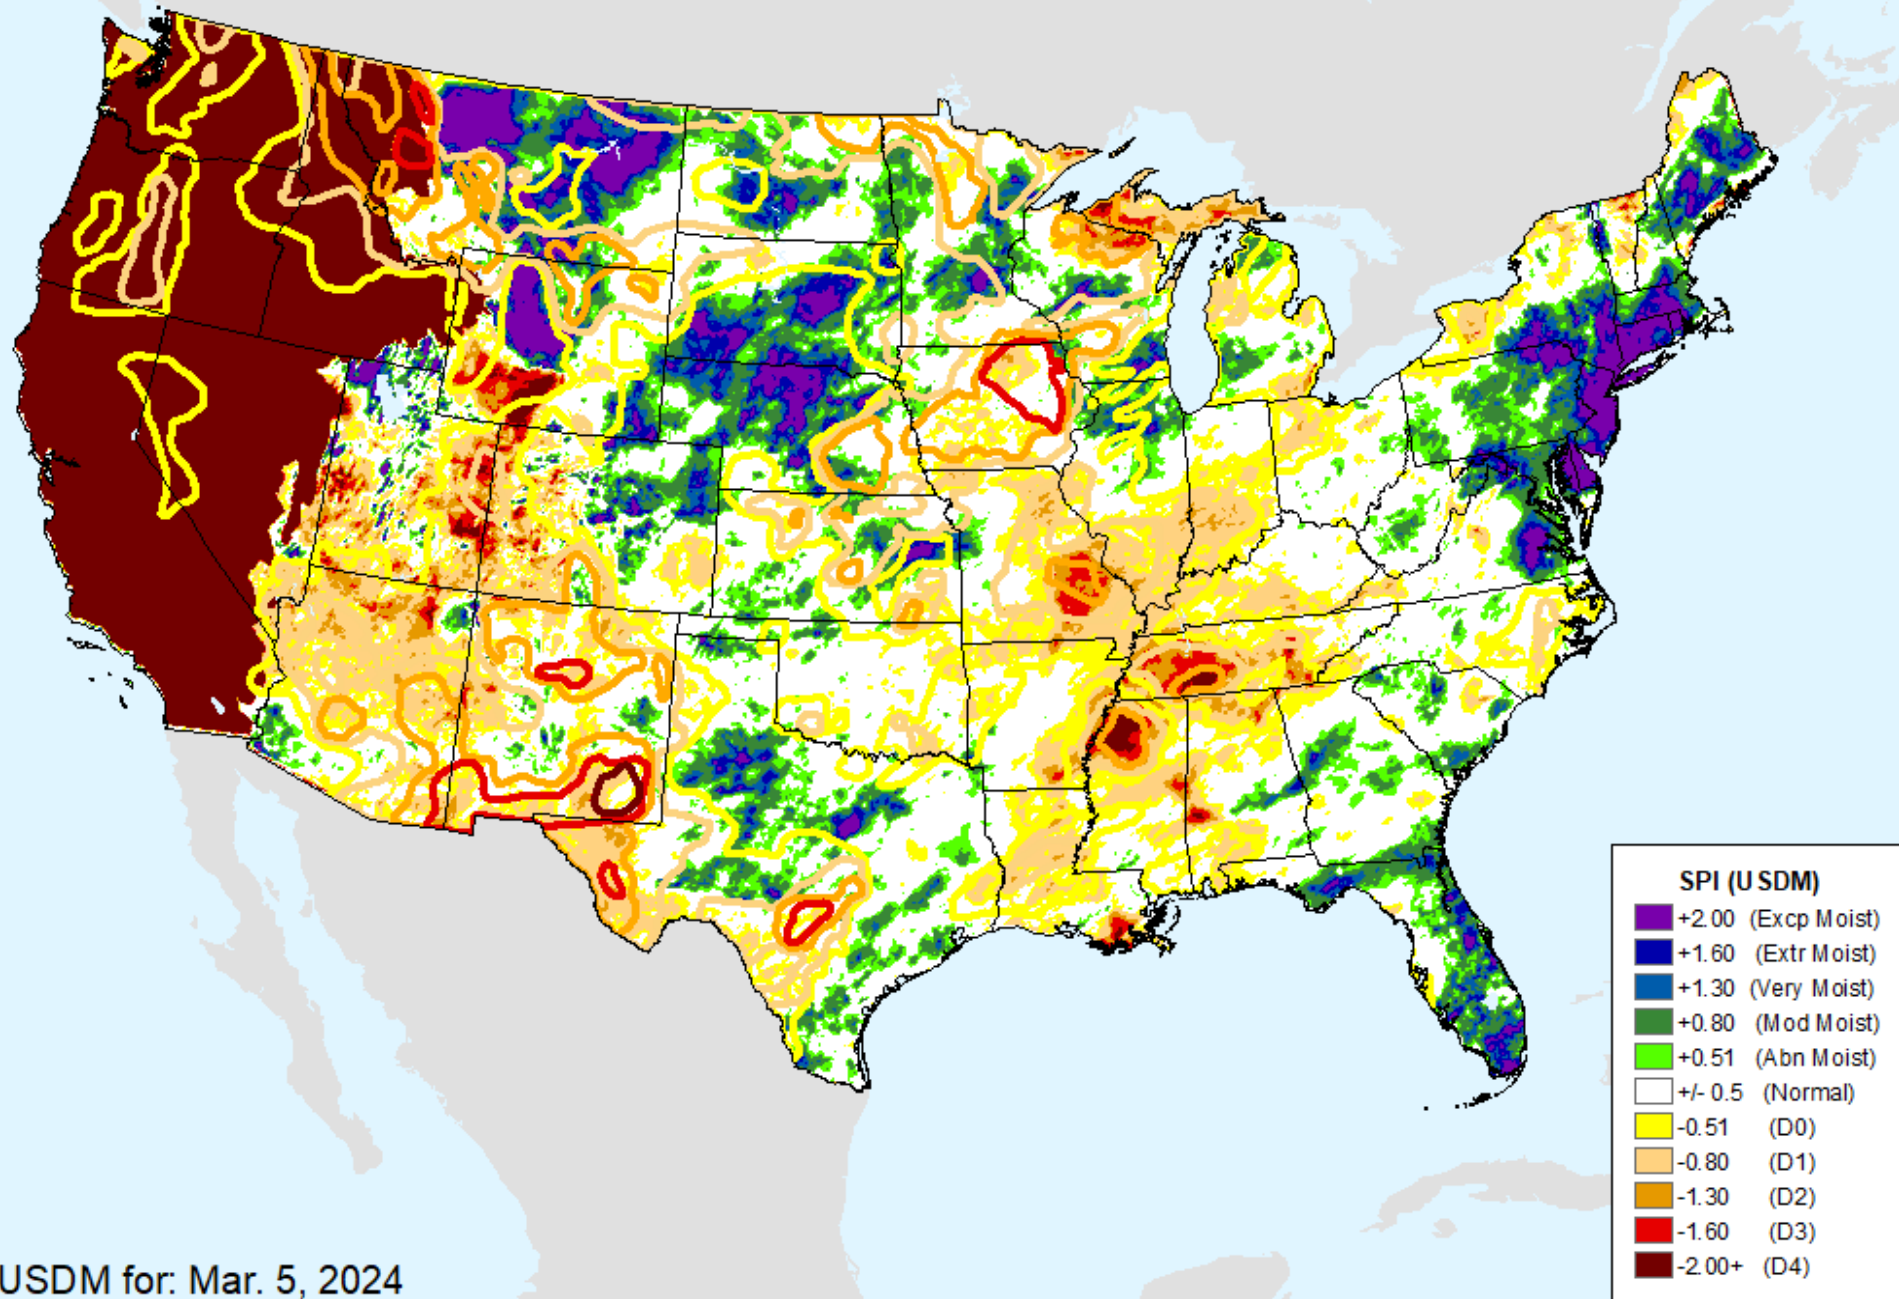 SPI (USDM)
+2.00 (Excp Moist)
+1.60 (Extr Moist)
+1.30 (Very Moist)
+0.80 (Mod Moist)
+0.51 (Abn Moist)
+/- 0.5 (Normal)
-0.51 (D0)
-0.80 (D1)
-1.30 (D2)
-1.60 (D3)
-2.00+ (D4)
USDM for: Mar. 5, 2024